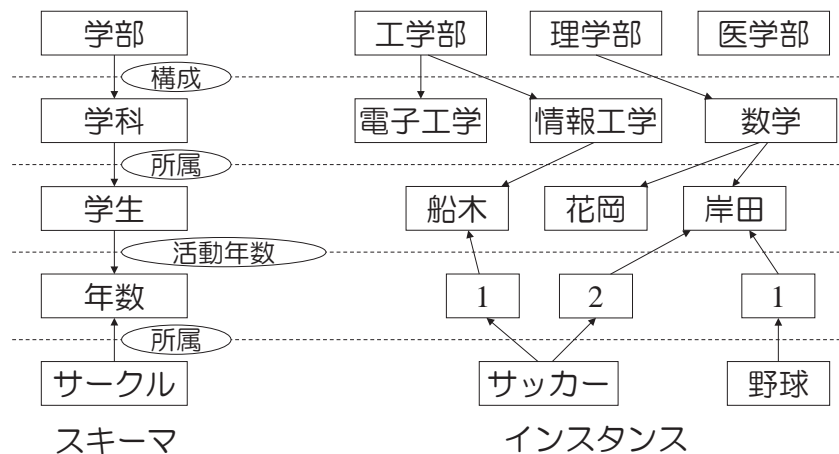 学部 工学部 理学部 医学部
構成
学科 電子工学 情報工学 数学
所属
学生 船木 花岡 岸田
活動年数
年数 1 2 1
所属
サークル サッカー 野球
スキーマ インスタンス